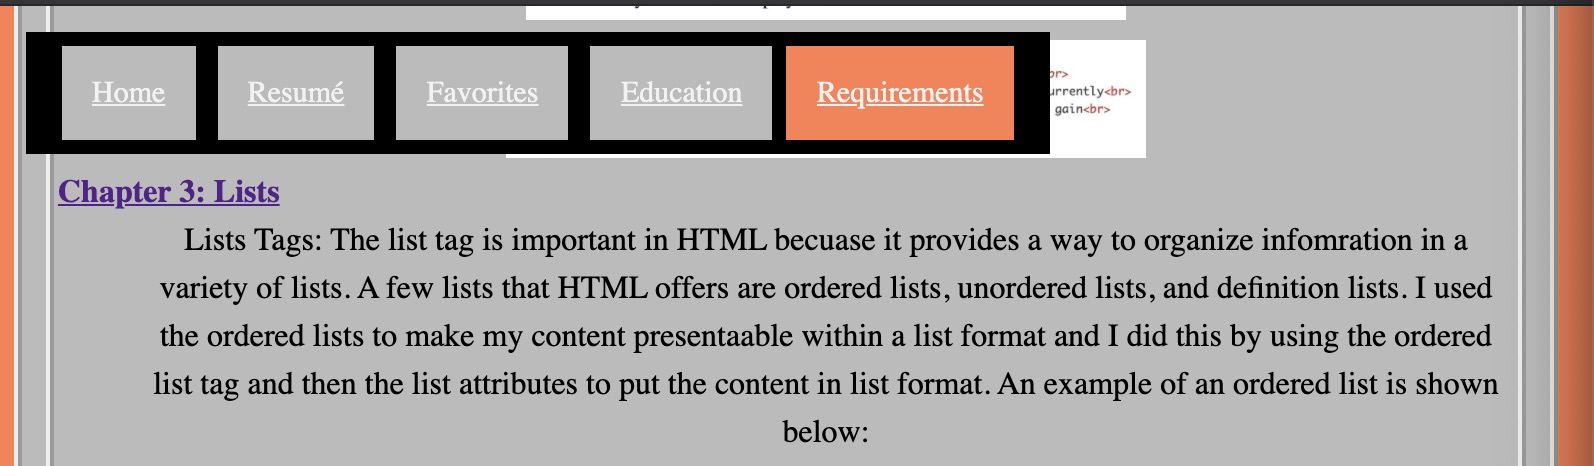 Home Resumé Favorites Education Requirements
br>
urrently<br>
gain<br>
Chapter 3: Lists
Lists Tags: The list tag is important in HTML becuase it provides a way to organize infomration in a
variety of lists. A few lists that HTML offers are ordered lists, unordered lists, and definition lists. I used
the ordered lists to make my content presentaable within a list format and I did this by using the ordered
list tag and then the list attributes to put the content in list format. An example of an ordered list is shown
below: